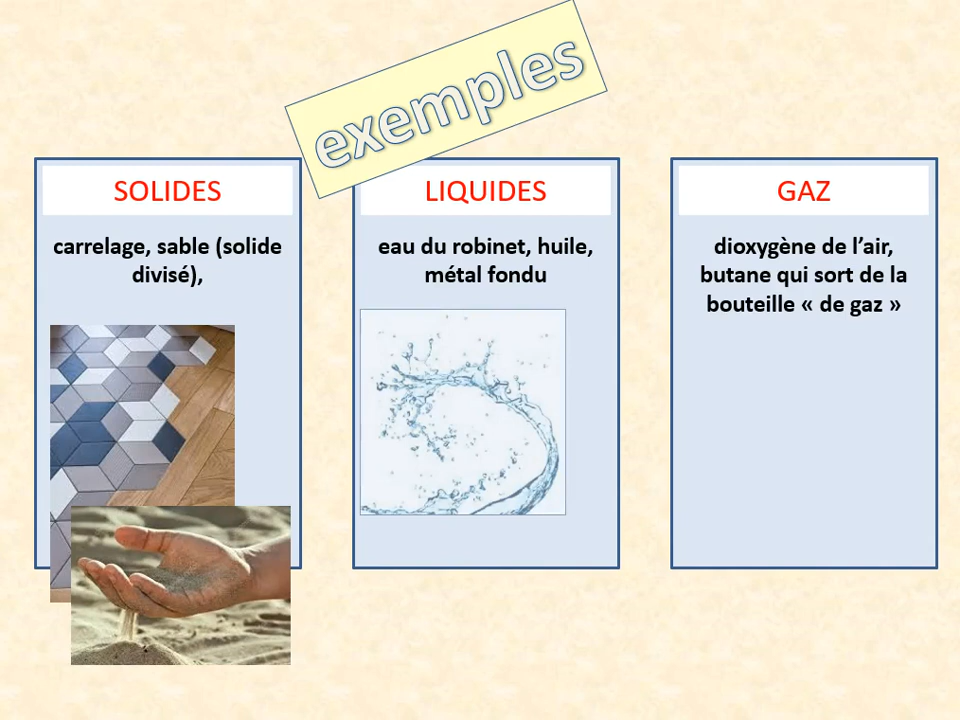 exemples
SOLIDES
carrelage, sable (solide
divisé),
LIQUIDES
eau du robinet, huile,
métal fondu
GAZ
dioxygène de l’air,
butane qui sort de la
bouteille « de gaz »